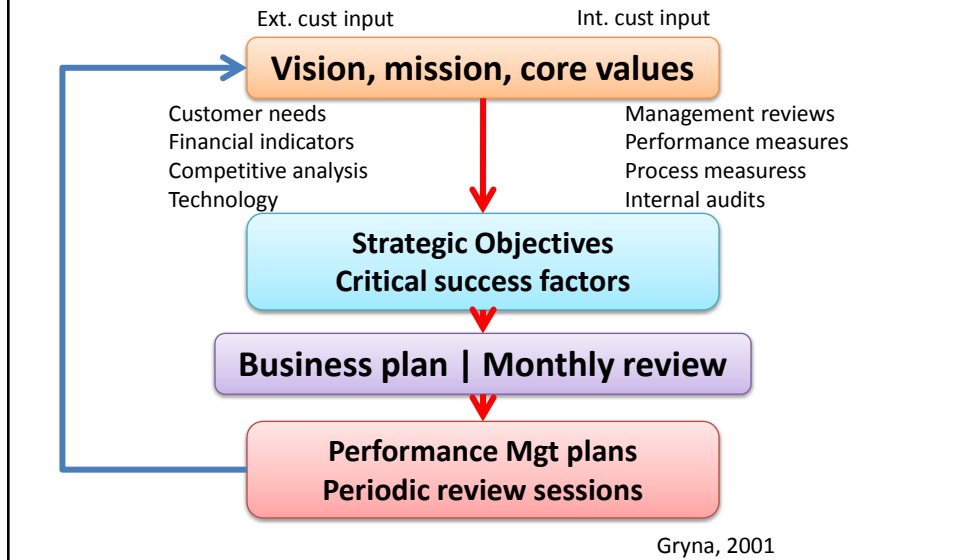 Ext. cust input
Int. cust input
Vision, mission, core values
Customer needs
Financial indicators
Competitive analysis
Technology
Management reviews
Performance measures
Process measuress
Internal audits
Strategic Objectives
Critical success factors
Business plan | Monthly review
Performance Mgt plans
Periodic review sessions
Gryna, 2001